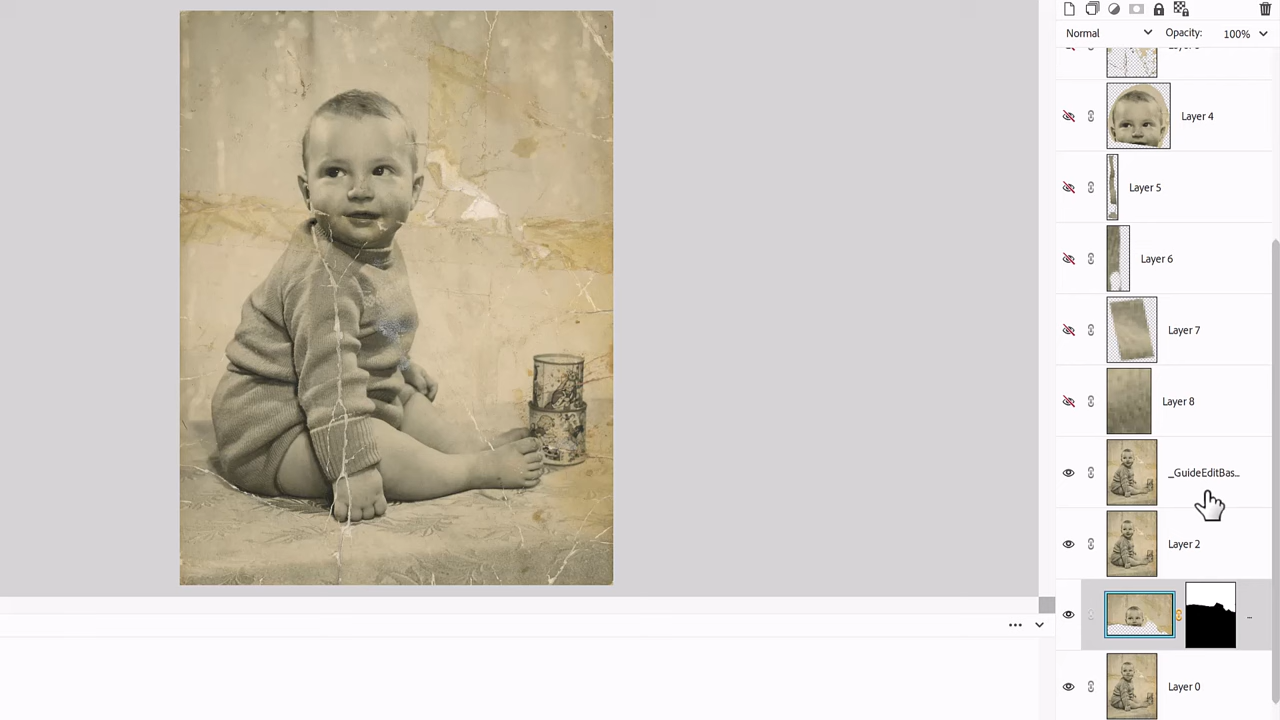 Normal Opacity: 100%
Layer 4
Layer 5
Layer 6
Layer 7
Layer 8
_GuideEditBas...
Layer 2
...
Layer 0